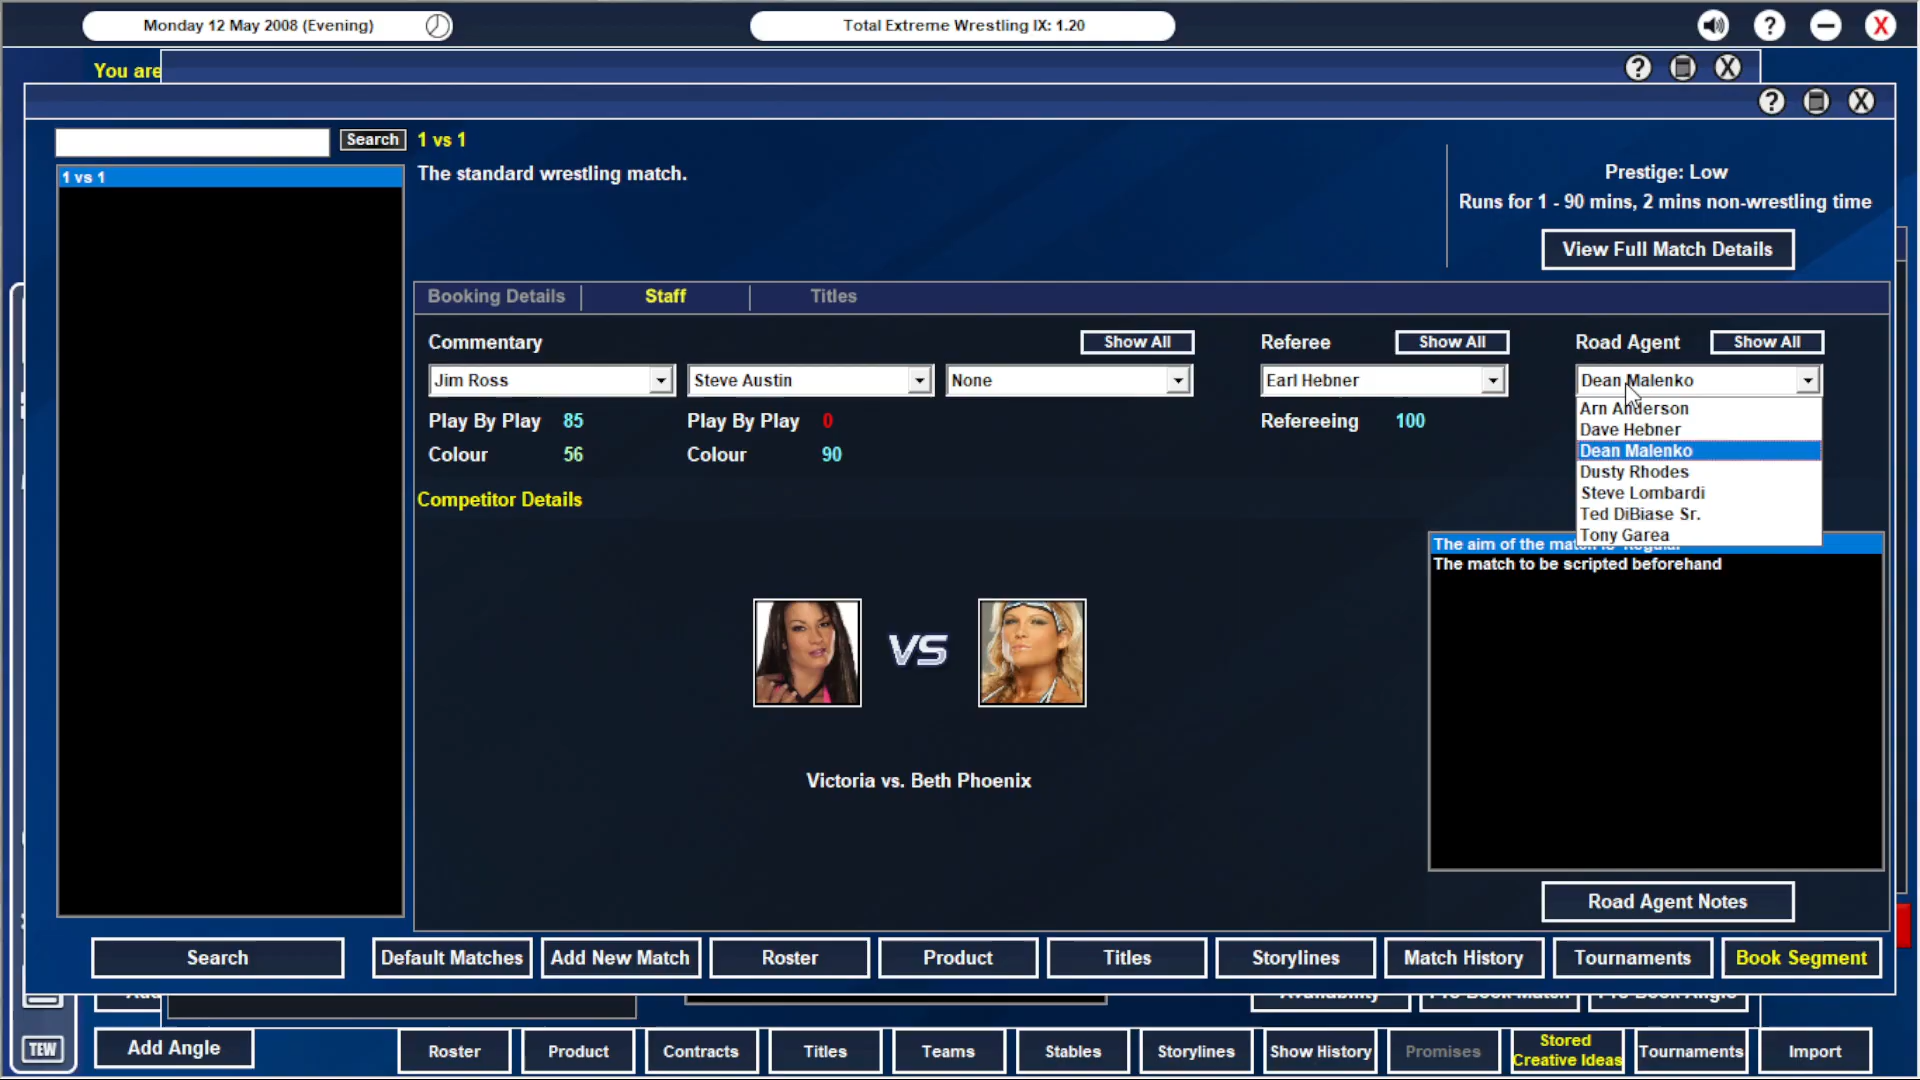 Monday 12 May 2008 (Evening)
Total Extreme Wrestling IX: 1.20
?
X
You are
?
X
?
X
Search
1 vs 1
1 vs 1
The standard wrestling match.
Prestige: Low
Runs for 1 - 90 mins, 2 mins non-wrestling time
View Full Match Details
Booking Details
Staff
Titles
Commentary
Show All
Referee
Show All
Road Agent
Show All
Jim Ross
Steve Austin
None
Earl Hebner
Dean Malenko
Arn Anderson
Dave Hebner
Dean Malenko
Dusty Rhodes
Steve Lombardi
Ted DiBiase Sr.
Tony Garea
Play By Play 85
Play By Play 0
Refereeing 100
Colour 56
Colour 90
Competitor Details
The aim of the
The match to be scripted beforehand
VS
Victoria vs. Beth Phoenix
Road Agent Notes
Search
Default Matches
Add New Match
Roster
Product
Titles
Storylines
Match History
Tournaments
Book Segment
Availability
Pre Book Match
Pre Book Angle
TEW
Add Angle
Roster
Product
Contracts
Titles
Teams
Stables
Storylines
Show History
Promises
Stored
Creative Ideas
Tournaments
Import